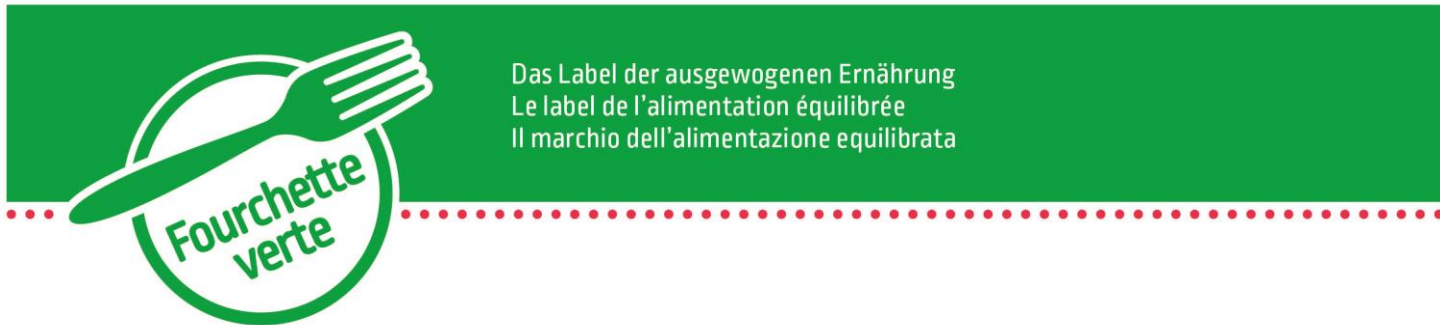 Das Label der ausgewogenen Ernährung
Le label de l'alimentation équilibrée
Il marchio dell'alimentazione equilibrata
Fourchette
verte